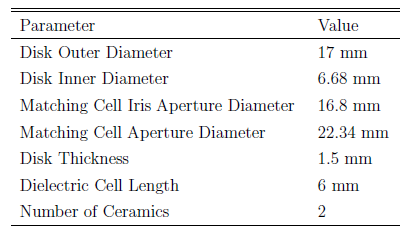 Parameter Value
Disk Outer Diameter 17 mm
Disk Inner Diameter 6.68 mm
Matching Cell Iris Aperture Diameter 16.8 mm
Matching Cell Aperture Diameter 22.34 mm
Disk Thickness 1.5 mm
Dielectric Cell Length 6 mm
Number of Ceramics 2